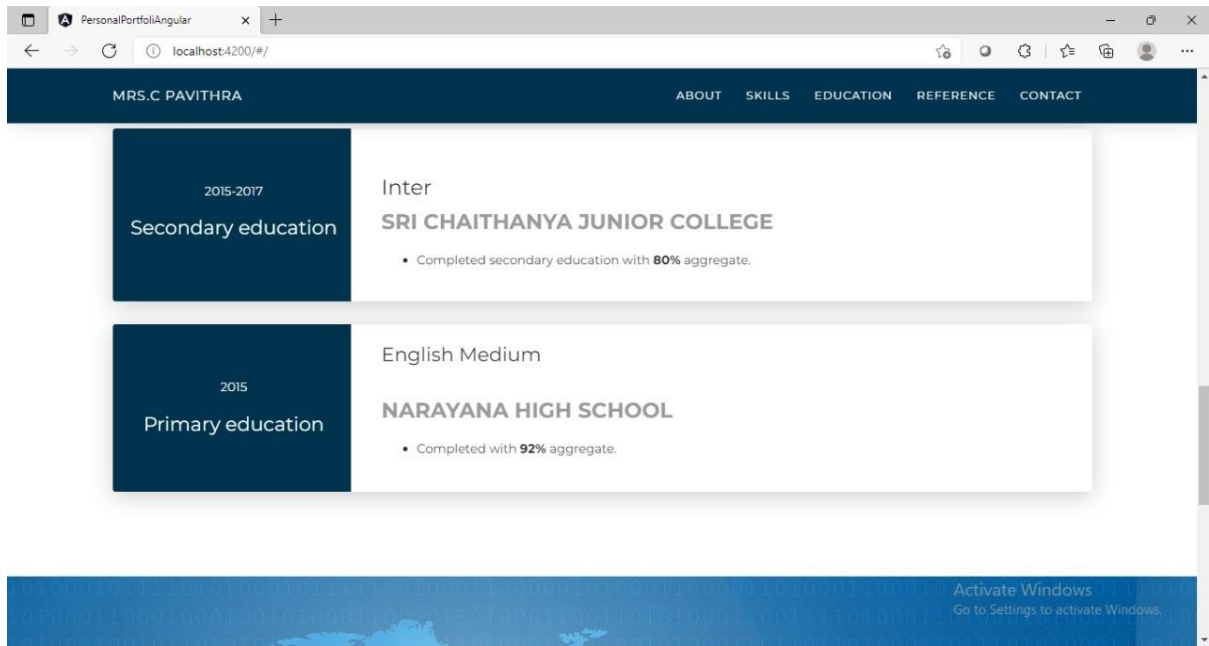 PersonalPortfoliAngular
localhost:4200/#/
MRS.C PAVITHRA
ABOUT SKILLS EDUCATION REFERENCE CONTACT
2015-2017
Secondary education
Inter
SRI CHAITHANYA JUNIOR COLLEGE
• Completed secondary education with 80% aggregate.
2015
Primary education
English Medium
NARAYANA HIGH SCHOOL
• Completed with 92% aggregate.
Activate Windows
Go to Settings to activate Windows.